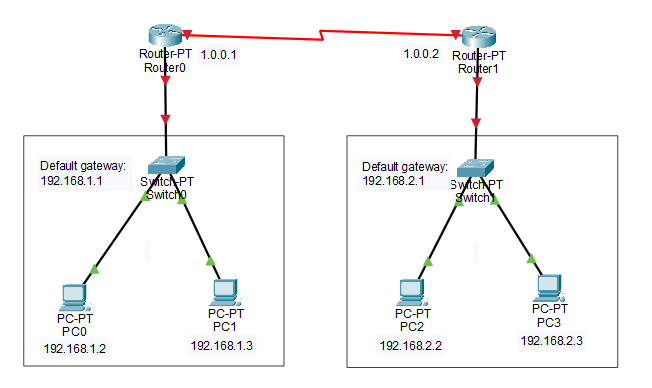 Router-PT
Router0
1.0.0.1
1.0.0.2
Router-PT
Router1
Default gateway:
192.168.1.1
Switch-PT
Switch0
Default gateway:
192.168.2.1
Switch-PT
Switch1
PC-PT
PC0
192.168.1.2
PC-PT
PC1
192.168.1.3
PC-PT
PC2
192.168.2.2
PC-PT
PC3
192.168.2.3